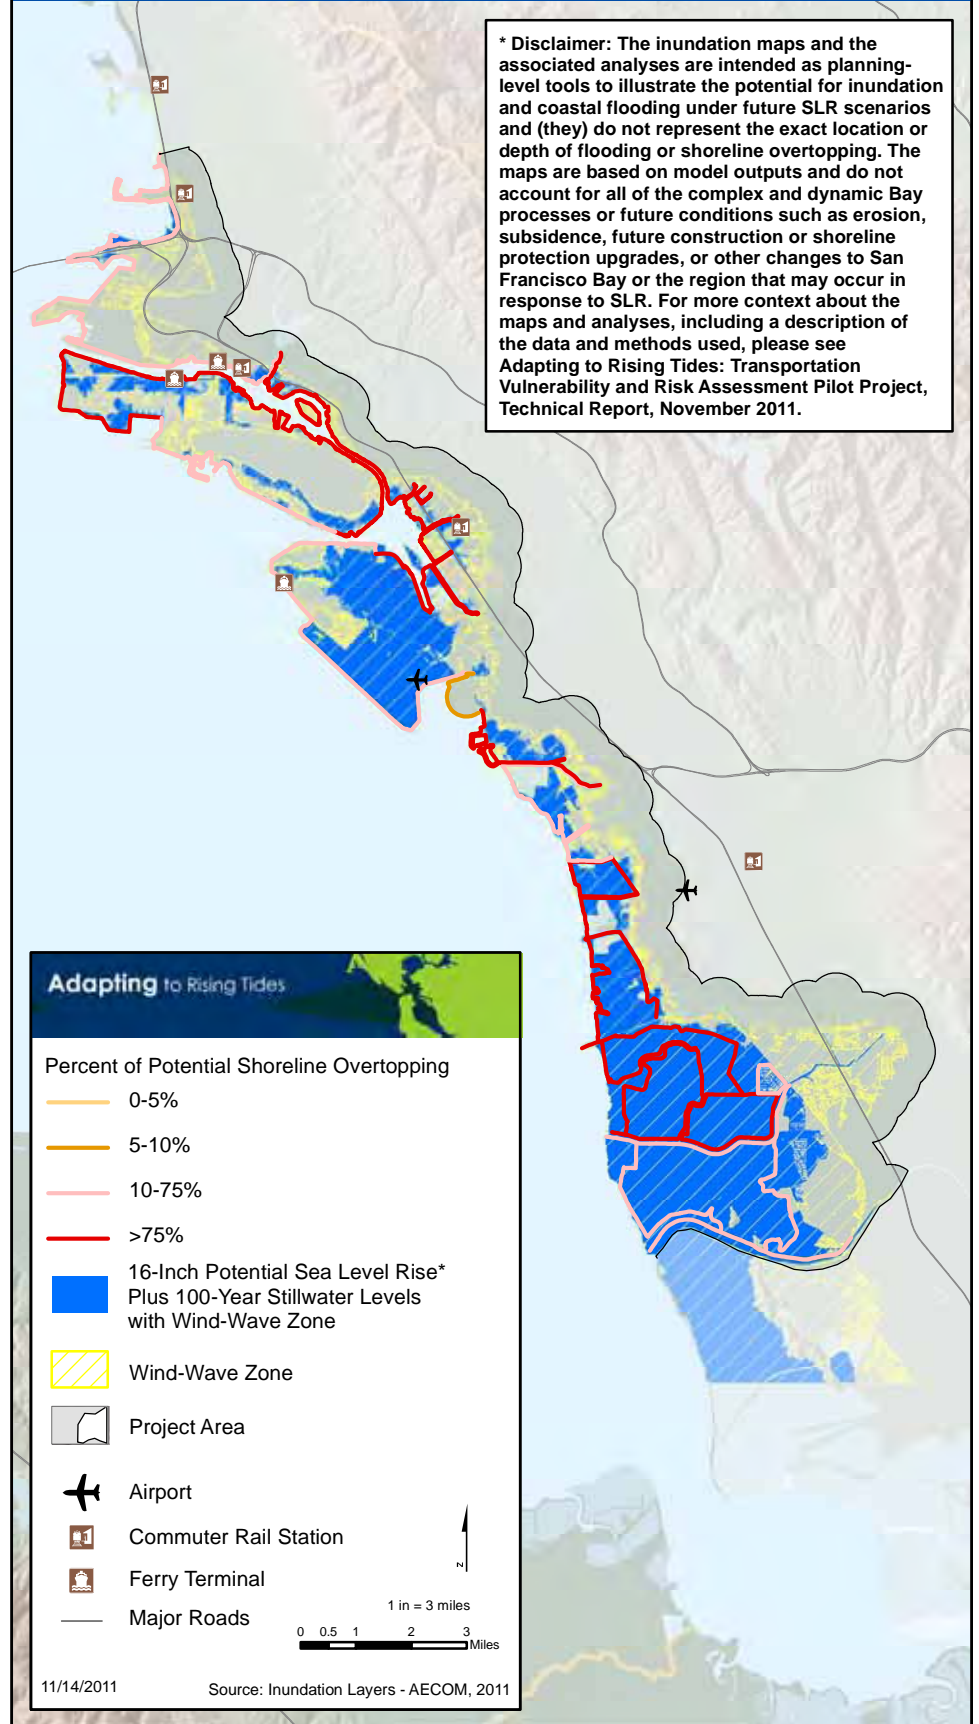 * Disclaimer: The inundation maps and the
associated analyses are intended as planning-
level tools to illustrate the potential for inundation
and coastal flooding under future SLR scenarios
and (they) do not represent the exact location or
depth of flooding or shoreline overtopping. The
maps are based on model outputs and do not
account for all of the complex and dynamic Bay
processes or future conditions such as erosion,
subsidence, future construction or shoreline
protection upgrades, or other changes to San
Francisco Bay or the region that may occur in
response to SLR. For more context about the
maps and analyses, including a description of
the data and methods used, please see
Adapting to Rising Tides: Transportation
Vulnerability and Risk Assessment Pilot Project,
Technical Report, November 2011.
Adapting to Rising Tides
Percent of Potential Shoreline Overtopping
0-5%
5-10%
10-75%
>75%
16-Inch Potential Sea Level Rise*
Plus 100-Year Stillwater Levels
with Wind-Wave Zone
Wind-Wave Zone
Project Area
Airport
Commuter Rail Station
Ferry Terminal
Major Roads
N
1 in = 3 miles
0 0.5 1 2 3
Miles
11/14/2011
Source: Inundation Layers - AECOM, 2011